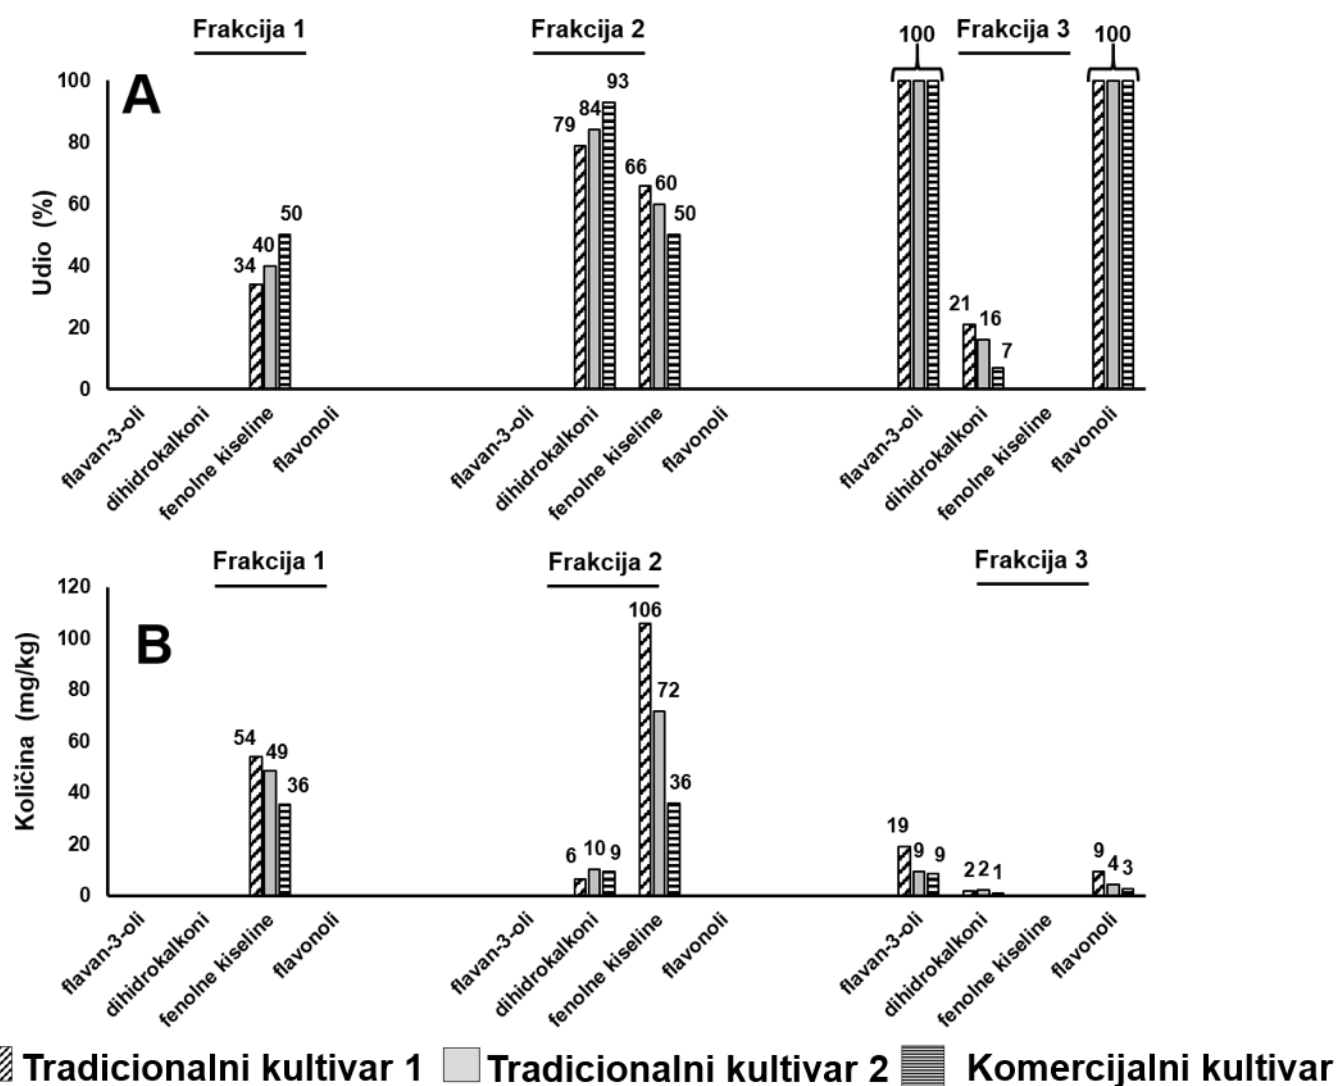 Frakcija 1 Frakcija 2 Frakcija 3
100 100
A
Udio (%)
100
80
60
40
20
0
34 40 50
79 84 93 66 60 50
21 16 7
flavan-3-oli dihidrokalkoni fenolne kiseline flavonoli flavan-3-oli dihidrokalkoni fenolne kiseline flavonoli flavan-3-oli dihidrokalkoni fenolne kiseline flavonoli
Frakcija 1 Frakcija 2 Frakcija 3
B
Količina (mg/kg)
120
100
80
60
40
20
0
54 49 36
6 10 9 106 72 36
19 9 9 2 2 1 9 4 3
flavan-3-oli dihidrokalkoni fenolne kiseline flavonoli flavan-3-oli dihidrokalkoni fenolne kiseline flavonoli flavan-3-oli dihidrokalkoni fenolne kiseline flavonoli
Tradicionalni kultivar 1 Tradicionalni kultivar 2 Komercijalni kultivar